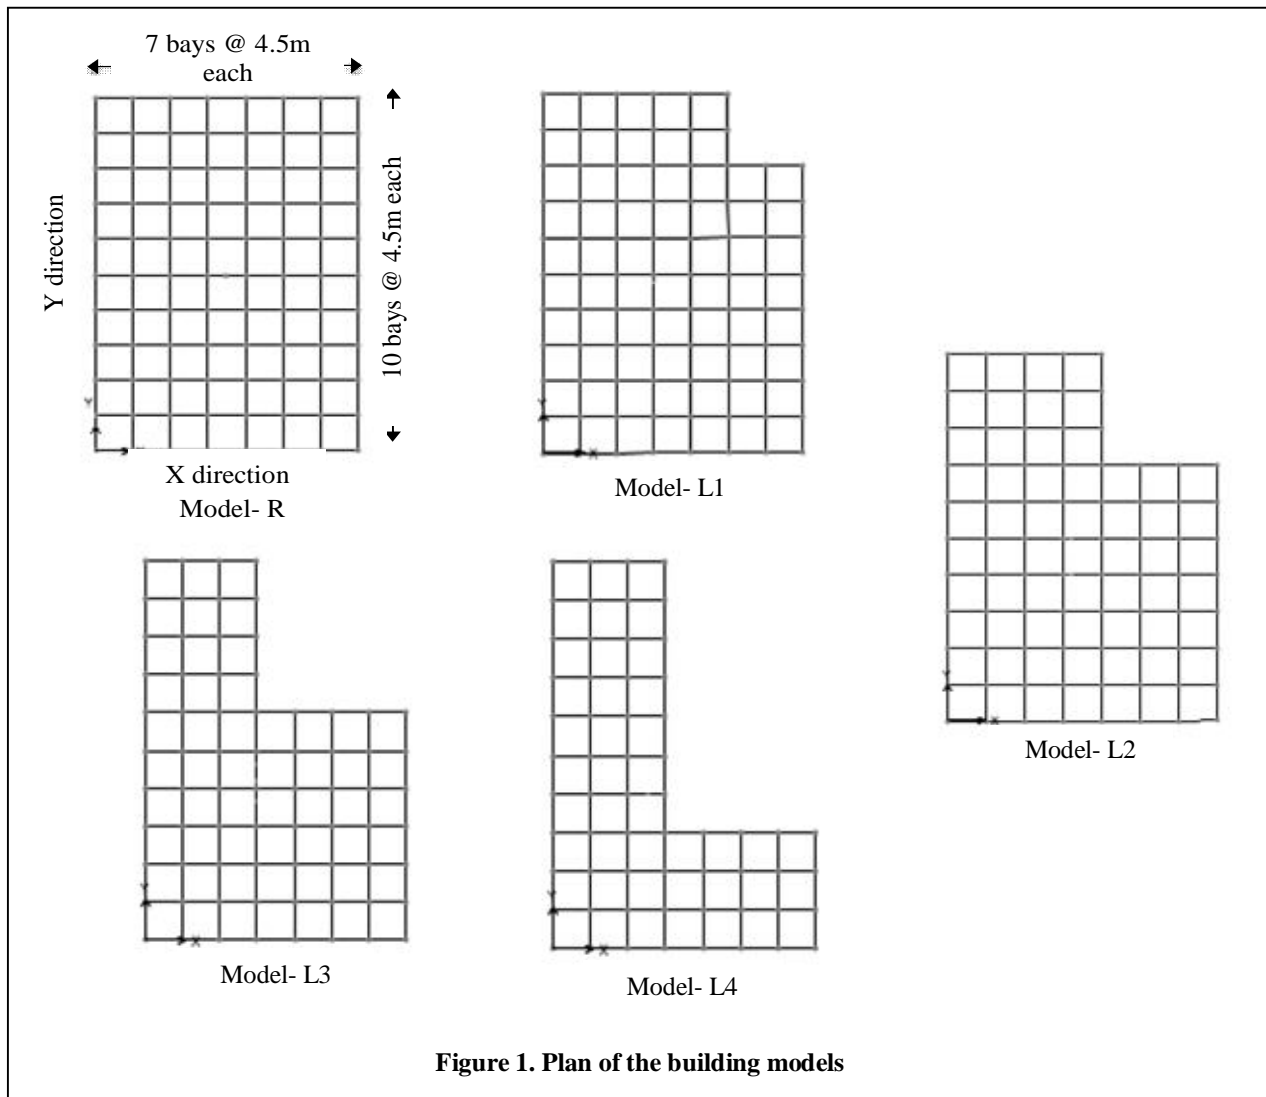 7 bays @ 4.5m
each
Y direction
10 bays @ 4.5m each
Y
X direction
Model- R
Y
X
Model- L1
Y
X
Model- L2
Y
X
Model- L3
Y
X
Model- L4
Figure 1. Plan of the building models